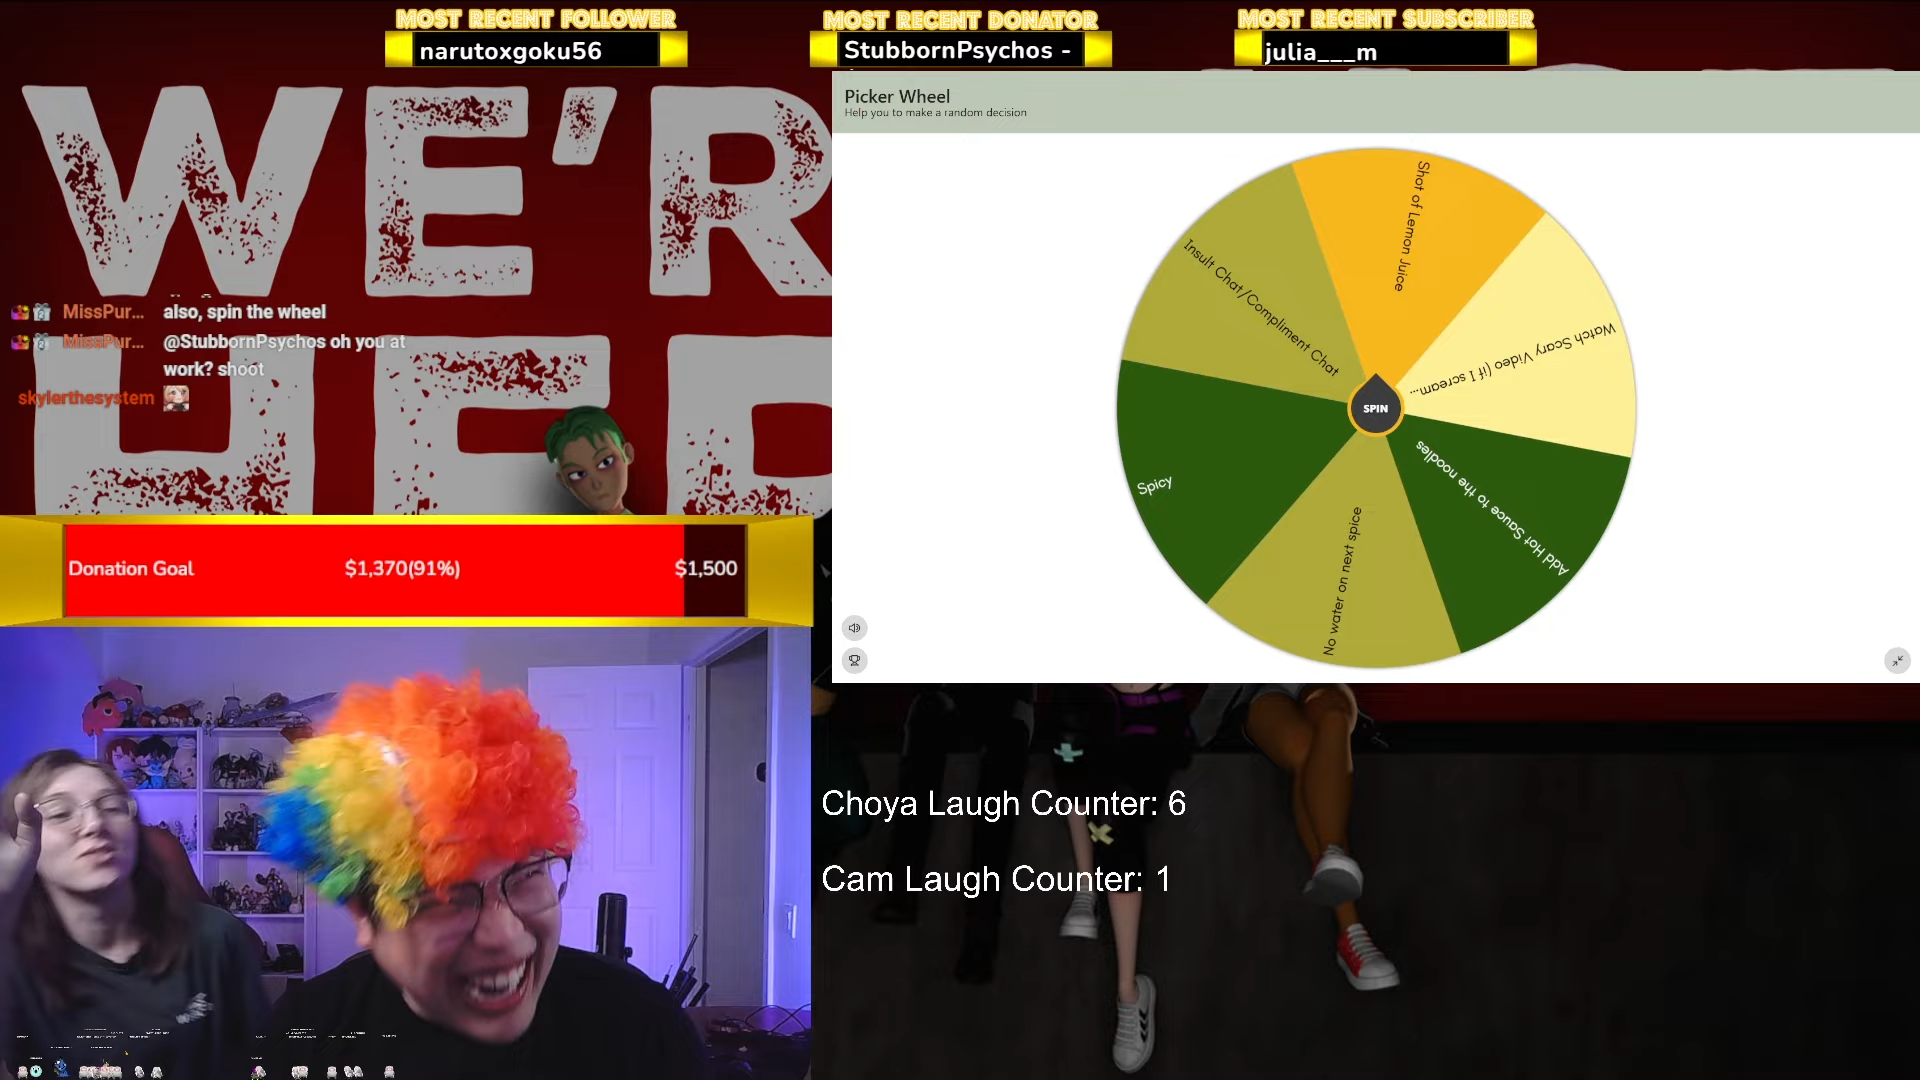 MOST RECENT FOLLOWER
narutoxgoku56
MOST RECENT DONATOR
StubbornPsychos -
MOST RECENT SUBSCRIBER
julia___m
WE'R
HER
Picker Wheel
Help you to make a random decision
Shot of Lemon Juice
Watch Scary Video (if I scream...
Add Hot Sauce to the noodles
No water on next spice
Spicy
Insult Chat/Compliment Chat
SPIN
MissPur... also, spin the wheel
MissPur... @StubbornPsychos oh you at
work? shoot
skylerthesystem
Donation Goal $1,370(91%) $1,500
Choya Laugh Counter: 6
Cam Laugh Counter: 1